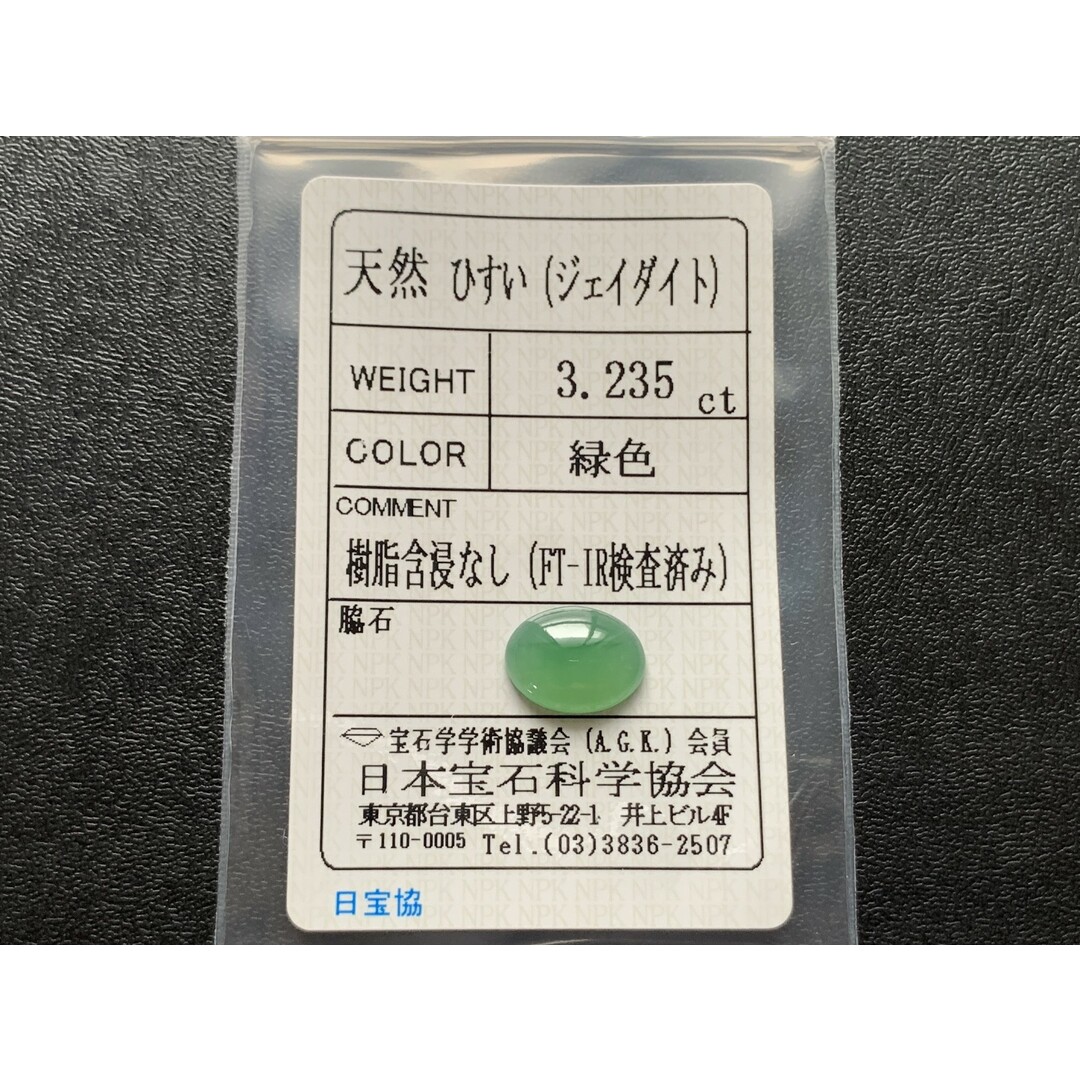 天然 ひすい (ジェイダイト)
WEIGHT 3.235 ct
COLOR 緑色
COMMENT
樹脂含浸なし (FT-IR検査済み)
脇石
宝石学学術協議会 (A.G.K.) 会員
日本宝石科学協会
東京都台東区上野5-22-1 井上ビル4F
〒110-0005 Tel.(03)3836-2507
日宝協